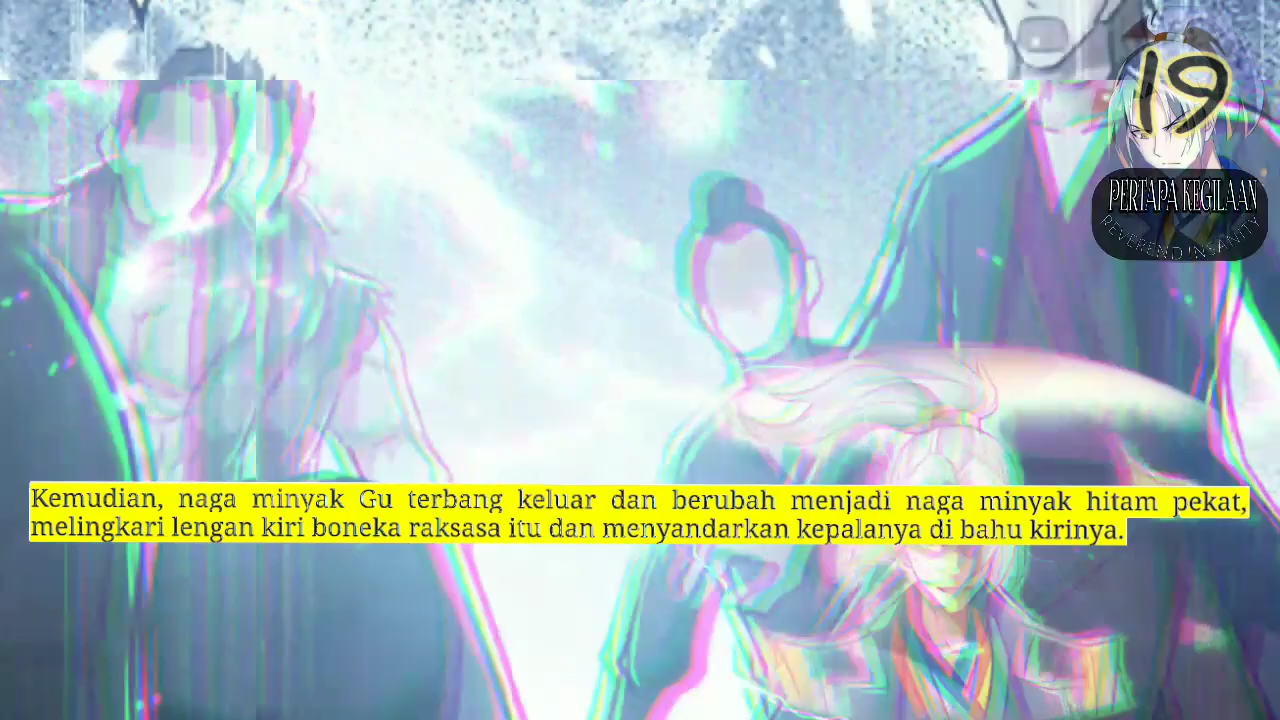 19
PERTAPA KEGILAAN
REVEREND INSANITY
Kemudian, naga minyak Gu terbang keluar dan berubah menjadi naga minyak hitam pekat,
melingkari lengan kiri boneka raksasa itu dan menyandarkan kepalanya di bahu kirinya.